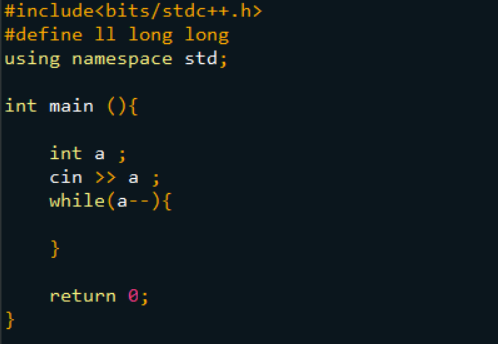 #include<bits/stdc++.h>
#define ll long long
using namespace std;
int main (){
int a ;
cin >> a ;
while(a--){
}
return 0;
}